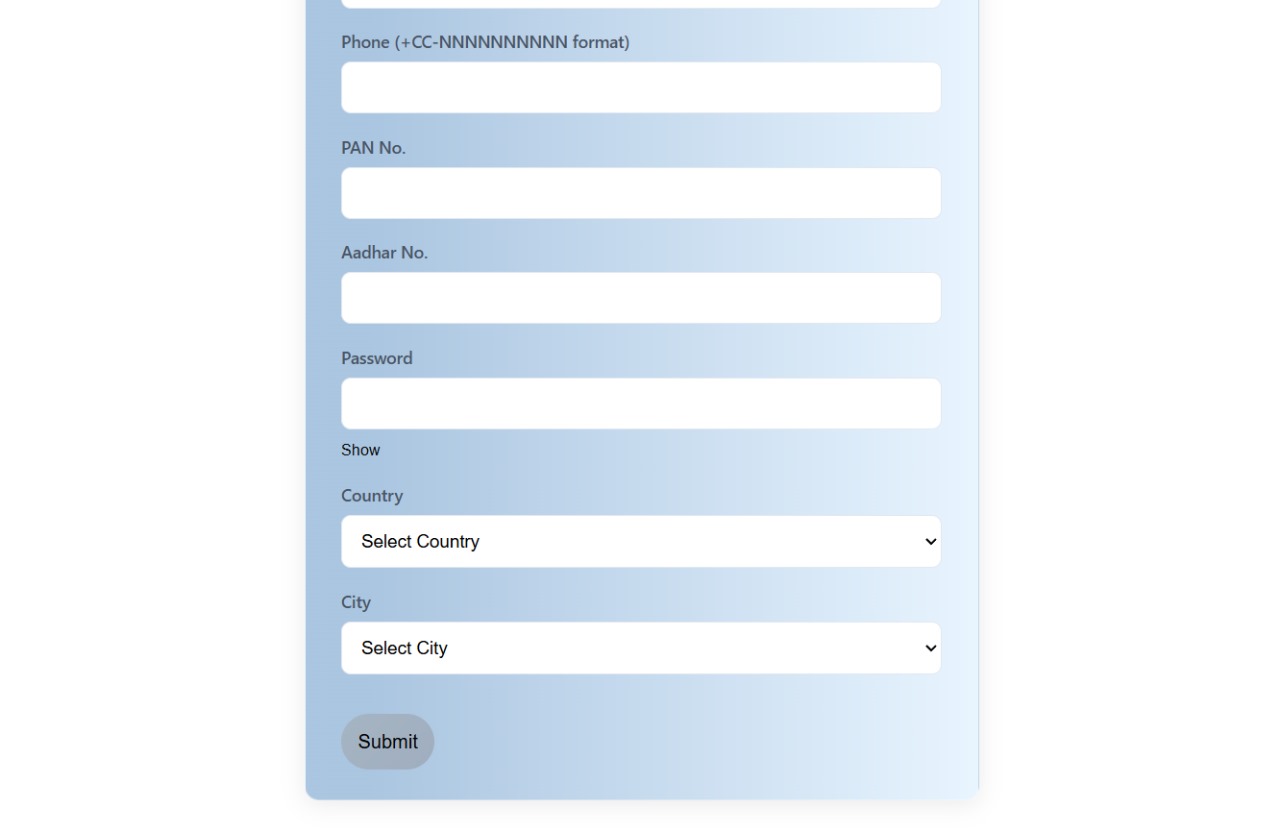 Phone (+CC-NNNNNNNNNN format)
PAN No.
Aadhar No.
Password
Show
Country
Select Country
City
Select City
Submit